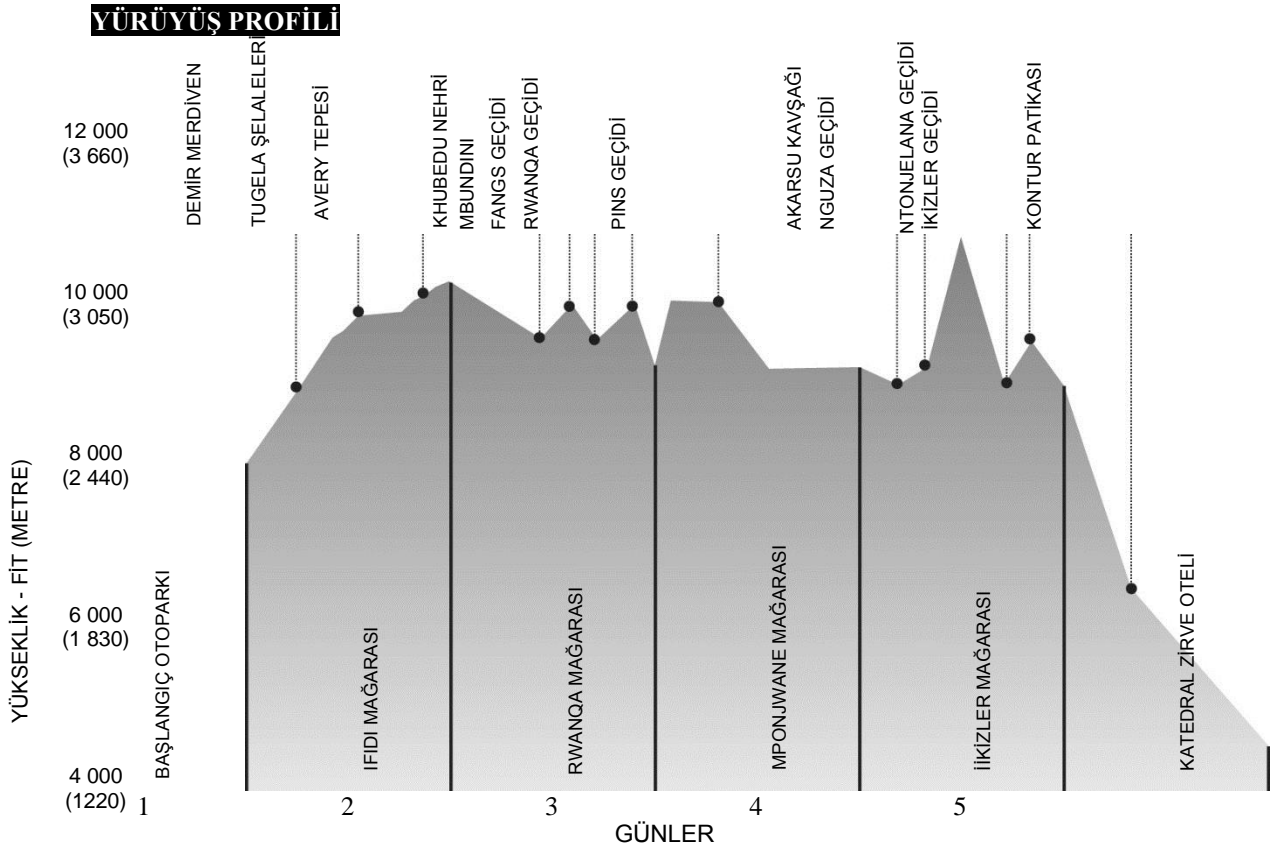 YÜRÜYÜŞ PROFİLİ
DEMİR MERDİVEN
TUGELA ŞELALELERİ
AVERY TEPESİ
KHUBEDU NEHRİ
MBUNDINI
FANGS GEÇİDİ
RWANQA GEÇİDİ
PINS GEÇİDİ
AKARSU KAVŞAĞI
NGUZA GEÇİDİ
NTONJELANA GEÇİDİ
İKİZLER GEÇİDİ
KONTUR PATİKASI
12 000
(3 660)
10 000
(3 050)
8 000
(2 440)
6 000
(1 830)
4 000
(1220)
YÜKSEKLİK - FİT (METRE)
BAŞLANGIÇ OTOPARKI
IFIDI MAĞARASI
RWANQA MAĞARASI
MPONJWANE MAĞARASI
İİKİZLER MAĞARASI
KATEDRAL ZİRVE OTELİ
1 2 3 4 5
GÜNLER